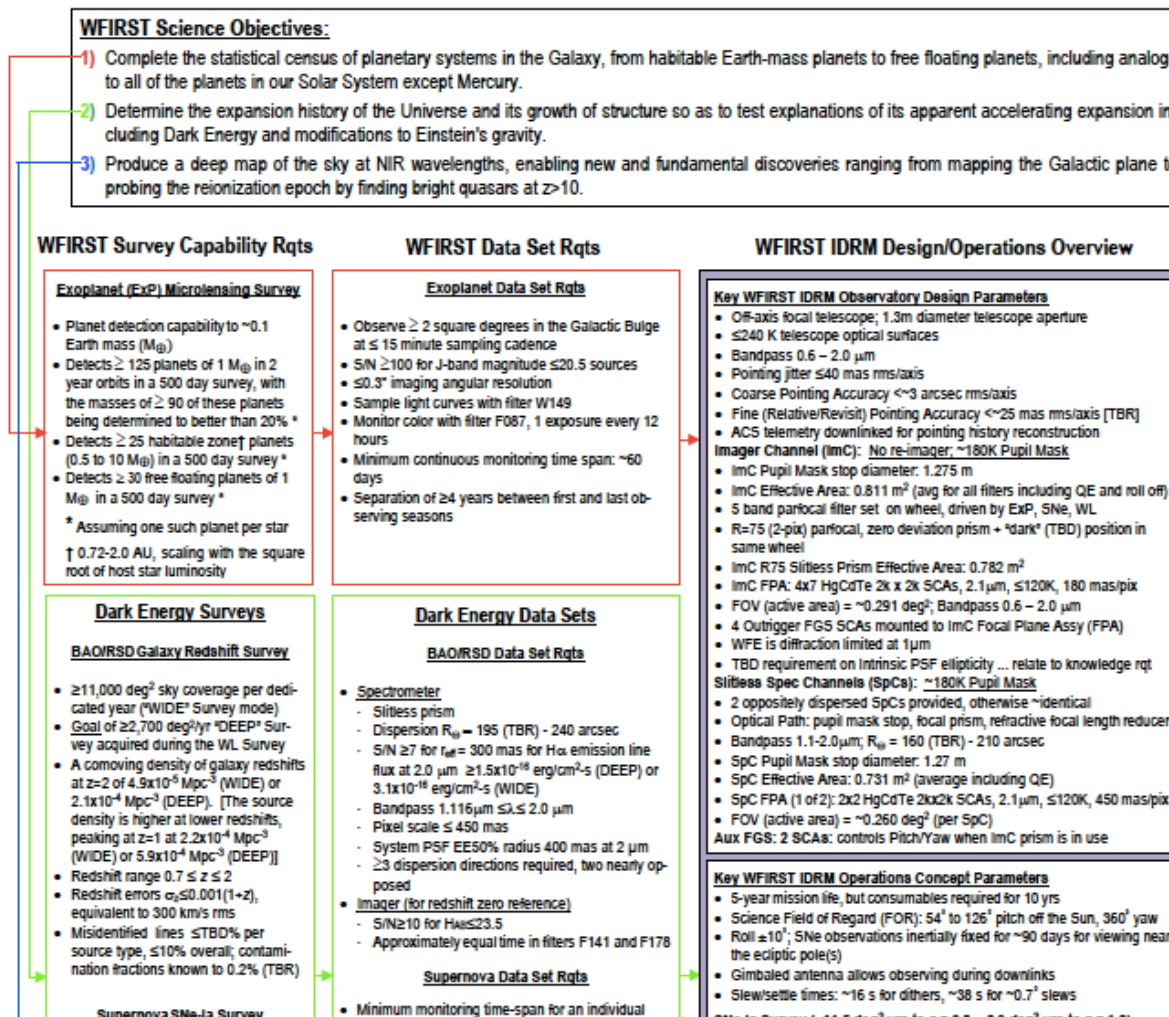 WFIRST Science Objectives:
1) Complete the statistical census of planetary systems in the Galaxy, from habitable Earth-mass planets to free floating planets, including analog
to all of the planets in our Solar System except Mercury.
2) Determine the expansion history of the Universe and its growth of structure so as to test explanations of its apparent accelerating expansion in
cluding Dark Energy and modifications to Einstein's gravity.
3) Produce a deep map of the sky at NIR wavelengths, enabling new and fundamental discoveries ranging from mapping the Galactic plane t
probing the reionization epoch by finding bright quasars at z>10.
WFIRST Survey Capability Rqts
Exoplanet (ExP) Microlensing Survey
• Planet detection capability to ~0.1
Earth mass (M⊕)
• Detects ≥ 125 planets of 1 M⊕ in 2
year orbits in a 500 day survey, with
the masses of ≥ 90 of these planets
being determined to better than 20% *
• Detects ≥ 25 habitable zone† planets
(0.5 to 10 M⊕) in a 500 day survey *
• Detects ≥ 30 free floating planets of 1
M⊕ in a 500 day survey *
* Assuming one such planet per star
† 0.72-2.0 AU, scaling with the square
root of host star luminosity
Dark Energy Surveys
BAO/RSD Galaxy Redshift Survey
• ≥11,000 deg² sky coverage per dedi-
cated year ("WIDE" Survey mode)
• Goal of ≥2,700 deg²/yr "DEEP" Sur-
vey acquired during the WL Survey
• A comoving density of galaxy redshifts
at z=2 of 4.9x10⁻⁵ Mpc⁻³ (WIDE) or
2.1x10⁻⁴ Mpc⁻³ (DEEP). [The source
density is higher at lower redshifts,
peaking at z=1 at 2.2x10⁻⁴ Mpc⁻³
(WIDE) or 5.9x10⁻⁴ Mpc⁻³ (DEEP)]
• Redshift range 0.7 ≤ z ≤ 2
• Redshift errors σz≤0.001(1+z),
equivalent to 300 km/s rms
• Misidentified lines ≤TBD% per
source type, ≤10% overall; contami-
nation fractions known to 0.2% (TBR)
Supernova SNe-Ia Survey
WFIRST Data Set Rqts
Exoplanet Data Set Rqts
• Observe ≥ 2 square degrees in the Galactic Bulge
at ≤ 15 minute sampling cadence
• S/N ≥100 for J-band magnitude ≤20.5 sources
• ≤0.3" imaging angular resolution
• Sample light curves with filter W149
• Monitor color with filter F087, 1 exposure every 12
hours
• Minimum continuous monitoring time span: ~60
days
• Separation of ≥4 years between first and last ob-
serving seasons
Dark Energy Data Sets
BAO/RSD Data Set Rqts
• Spectrometer
- Slitless prism
- Dispersion RΘ = 195 (TBR) - 240 arcsec
- S/N ≥7 for reff = 300 mas for Hα emission line
flux at 2.0 μm ≥1.5x10⁻¹⁶ erg/cm²-s (DEEP) or
3.1x10⁻¹⁶ erg/cm²-s (WIDE)
- Bandpass 1.116μm ≤λ≤ 2.0 μm
- Pixel scale ≤ 450 mas
- System PSF EE50% radius 400 mas at 2 μm
- ≥3 dispersion directions required, two nearly op-
posed
• Imager (for redshift zero reference)
- S/N≥10 for HAB≤23.5
- Approximately equal time in filters F141 and F178
Supernova Data Set Rqts
• Minimum monitoring time-span for an individual
WFIRST IDRM Design/Operations Overview
Key WFIRST IDRM Observatory Design Parameters
• Off-axis focal telescope; 1.3m diameter telescope aperture
• ≤240 K telescope optical surfaces
• Bandpass 0.6 – 2.0 μm
• Pointing jitter ≤40 mas rms/axis
• Coarse Pointing Accuracy <~3 arcsec rms/axis
• Fine (Relative/Revisit) Pointing Accuracy <~25 mas rms/axis [TBR]
• ACS telemetry downlinked for pointing history reconstruction
Imager Channel (ImC): No re-imager; ~180K Pupil Mask
• ImC Pupil Mask stop diameter: 1.275 m
• ImC Effective Area: 0.811 m² (avg for all filters including QE and roll off)
• 5 band parfocal filter set on wheel, driven by ExP, SNe, WL
• R=75 (2-pix) parfocal, zero deviation prism + "dark" (TBD) position in
same wheel
• ImC R75 Slitless Prism Effective Area: 0.782 m²
• ImC FPA: 4x7 HgCdTe 2k x 2k SCAs, 2.1μm, ≤120K, 180 mas/pix
• FOV (active area) = ~0.291 deg²; Bandpass 0.6 – 2.0 μm
• 4 Outrigger FGS SCAs mounted to ImC Focal Plane Assy (FPA)
• WFE is diffraction limited at 1μm
• TBD requirement on Intrinsic PSF ellipticity ... relate to knowledge rqt
Slitless Spec Channels (SpCs): ~180K Pupil Mask
• 2 oppositely dispersed SpCs provided, otherwise ~identical
• Optical Path: pupil mask stop, focal prism, refractive focal length reducer
• Bandpass 1.1-2.0μm; RΘ = 160 (TBR) - 210 arcsec
• SpC Pupil Mask stop diameter: 1.27 m
• SpC Effective Area: 0.731 m² (average including QE)
• SpC FPA (1 of 2): 2x2 HgCdTe 2kx2k SCAs, 2.1μm, ≤120K, 450 mas/pix
• FOV (active area) = ~0.260 deg² (per SpC)
Aux FGS: 2 SCAs: controls Pitch/Yaw when ImC prism is in use
Key WFIRST IDRM Operations Concept Parameters
• 5-year mission life, but consumables required for 10 yrs
• Science Field of Regard (FOR): 54° to 126° pitch off the Sun, 360° yaw
• Roll ±10°; SNe observations inertially fixed for ~90 days for viewing near
the ecliptic pole(s)
• Gimbaled antenna allows observing during downlinks
• Slew/settle times: ~16 s for dithers, ~38 s for ~0.7° slews